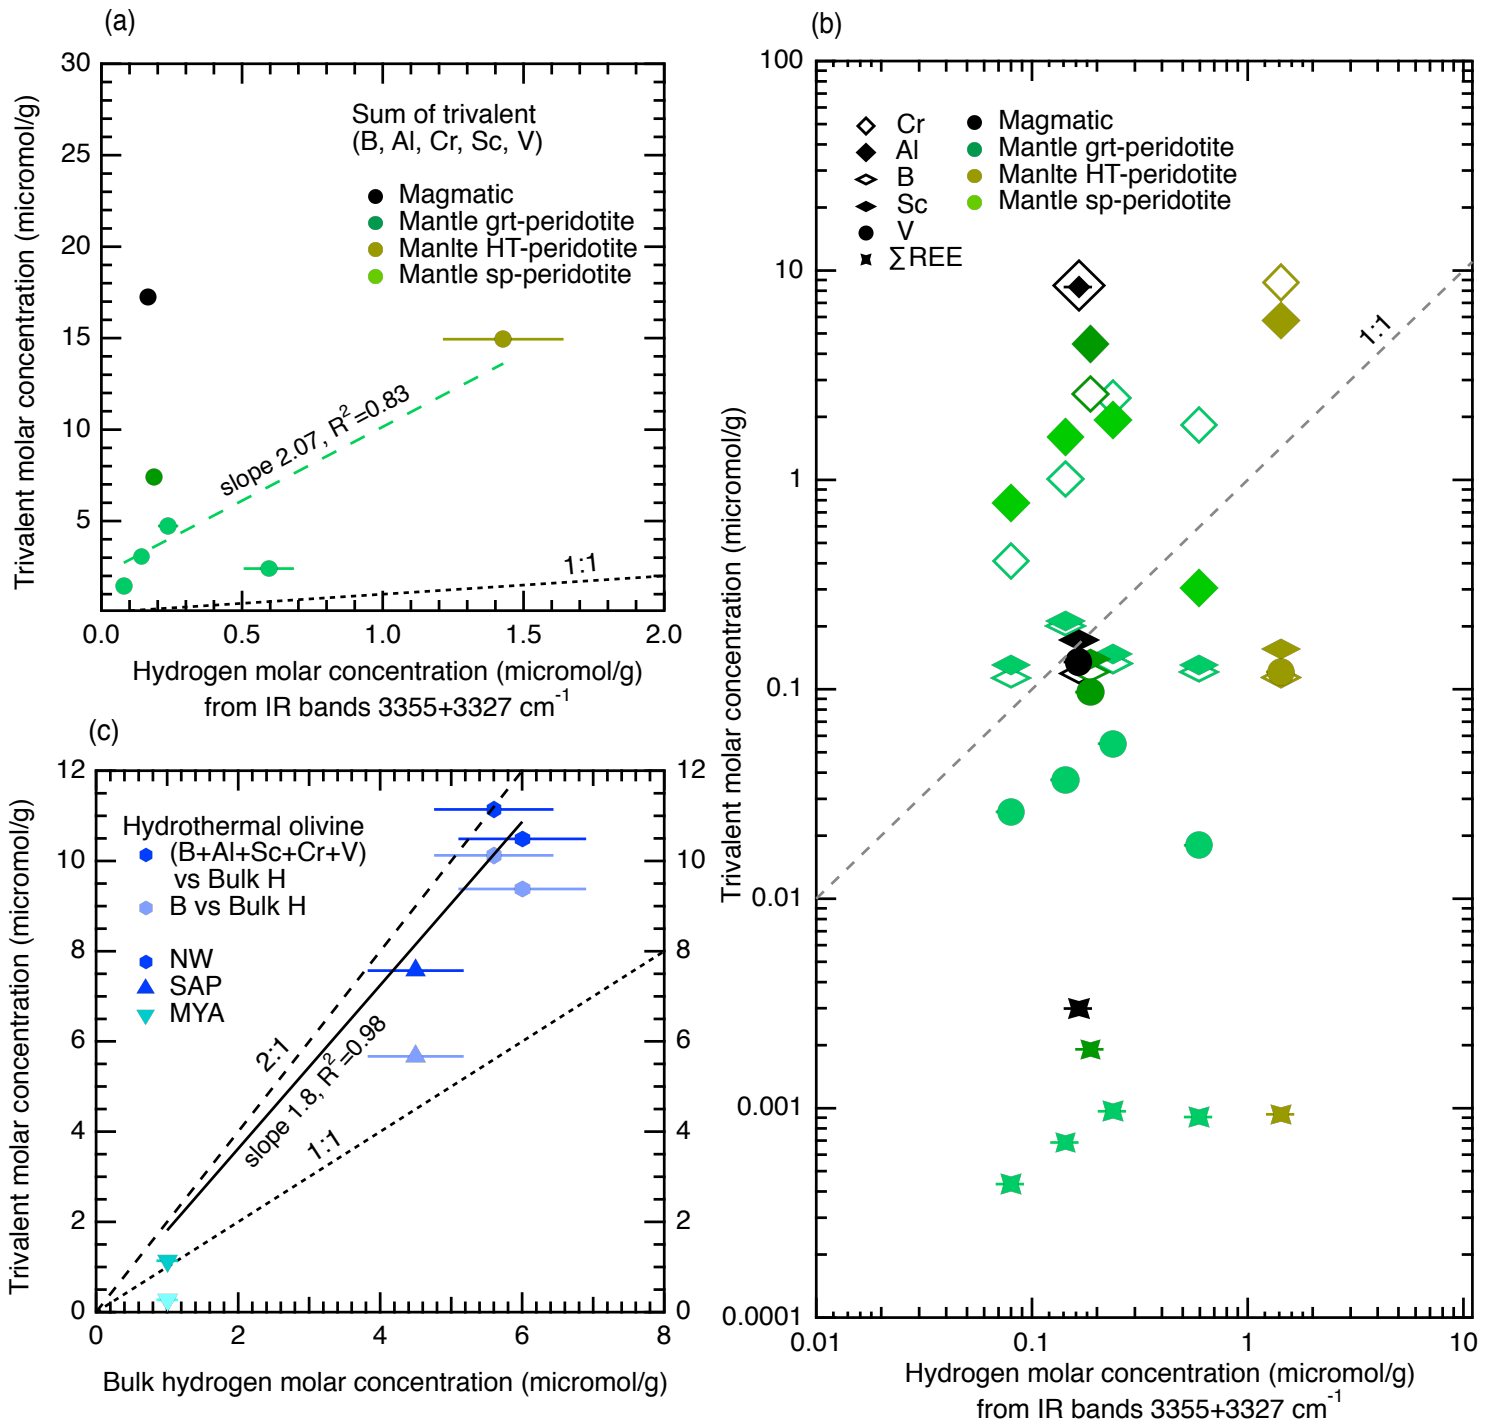 (a)
30
25
20
15
10
5
Trivalent molar concentration (micromol/g)
Sum of trivalent
(B, Al, Cr, Sc, V)
Magmatic
Mantle grt-peridotite
Manlte HT-peridotite
Mantle sp-peridotite
slope 2.07, R²=0.83
1:1
0.0 0.5 1.0 1.5 2.0
Hydrogen molar concentration (micromol/g)
from IR bands 3355+3327 cm⁻¹
(b)
100
10
1
0.1
0.01
0.001
0.0001
Trivalent molar concentration (micromol/g)
Cr
Al
B
Sc
V
∑REE
Magmatic
Mantle grt-peridotite
Manlte HT-peridotite
Mantle sp-peridotite
1:1
0.01 0.1 1 10
Hydrogen molar concentration (micromol/g)
from IR bands 3355+3327 cm⁻¹
(c)
12
10
8
6
4
2
0
Trivalent molar concentration (micromol/g)
Hydrothermal olivine
(B+Al+Sc+Cr+V)
vs Bulk H
B vs Bulk H
NW
SAP
MYA
2:1
slope 1.8, R²=0.98
1:1
12
10
8
6
4
2
0
0 2 4 6 8
Bulk hydrogen molar concentration (micromol/g)